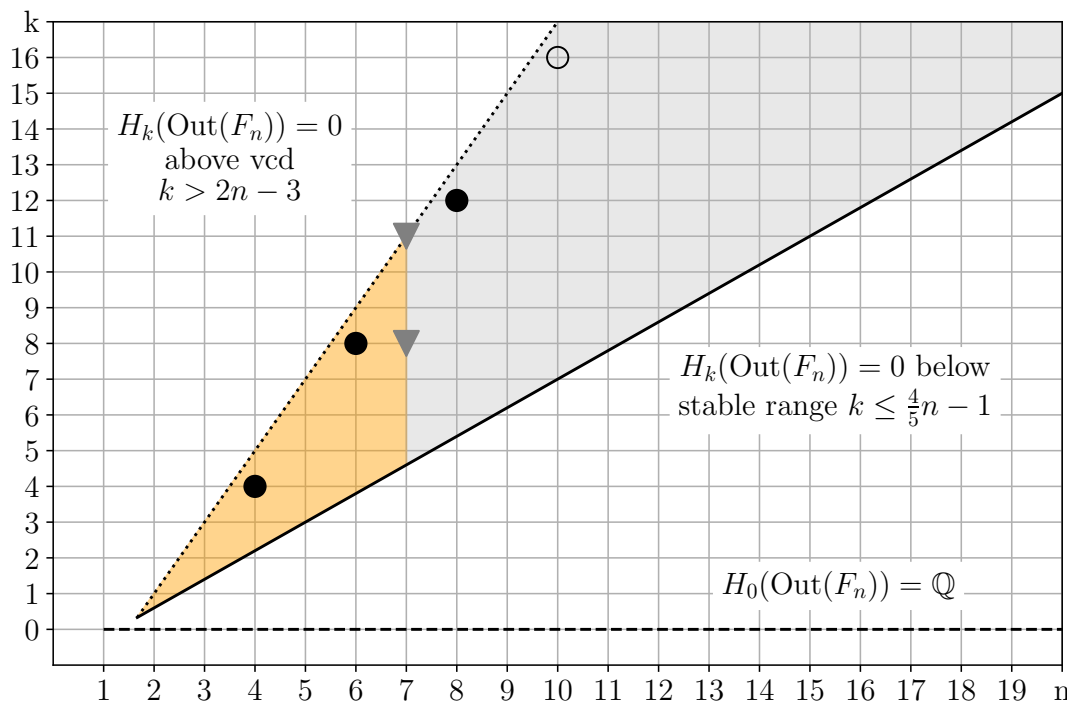 k
16
15
14
13
12
11
10
9
8
7
6
5
4
3
2
1
0
H_k(Out(F_n)) = 0
above vcd
k > 2n − 3
H_k(Out(F_n)) = 0 below
stable range k ≤ 4/5 n − 1
H_0(Out(F_n)) = ℚ
1 2 3 4 5 6 7 8 9 10 11 12 13 14 15 16 17 18 19 n